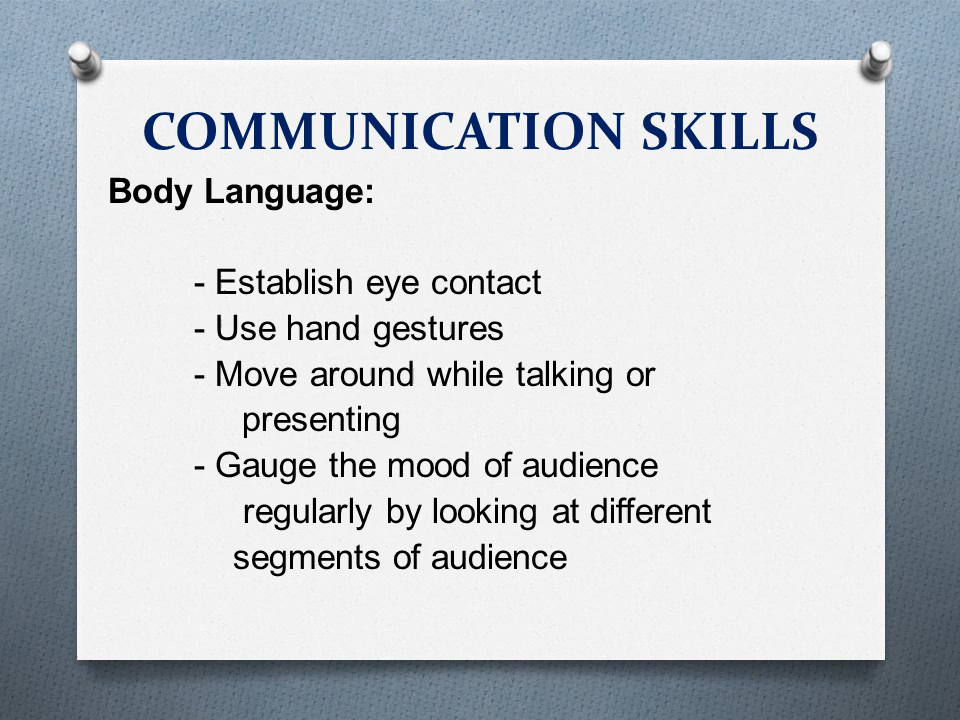 COMMUNICATION SKILLS
Body Language:
- Establish eye contact
- Use hand gestures
- Move around while talking or
presenting
- Gauge the mood of audience
regularly by looking at different
segments of audience